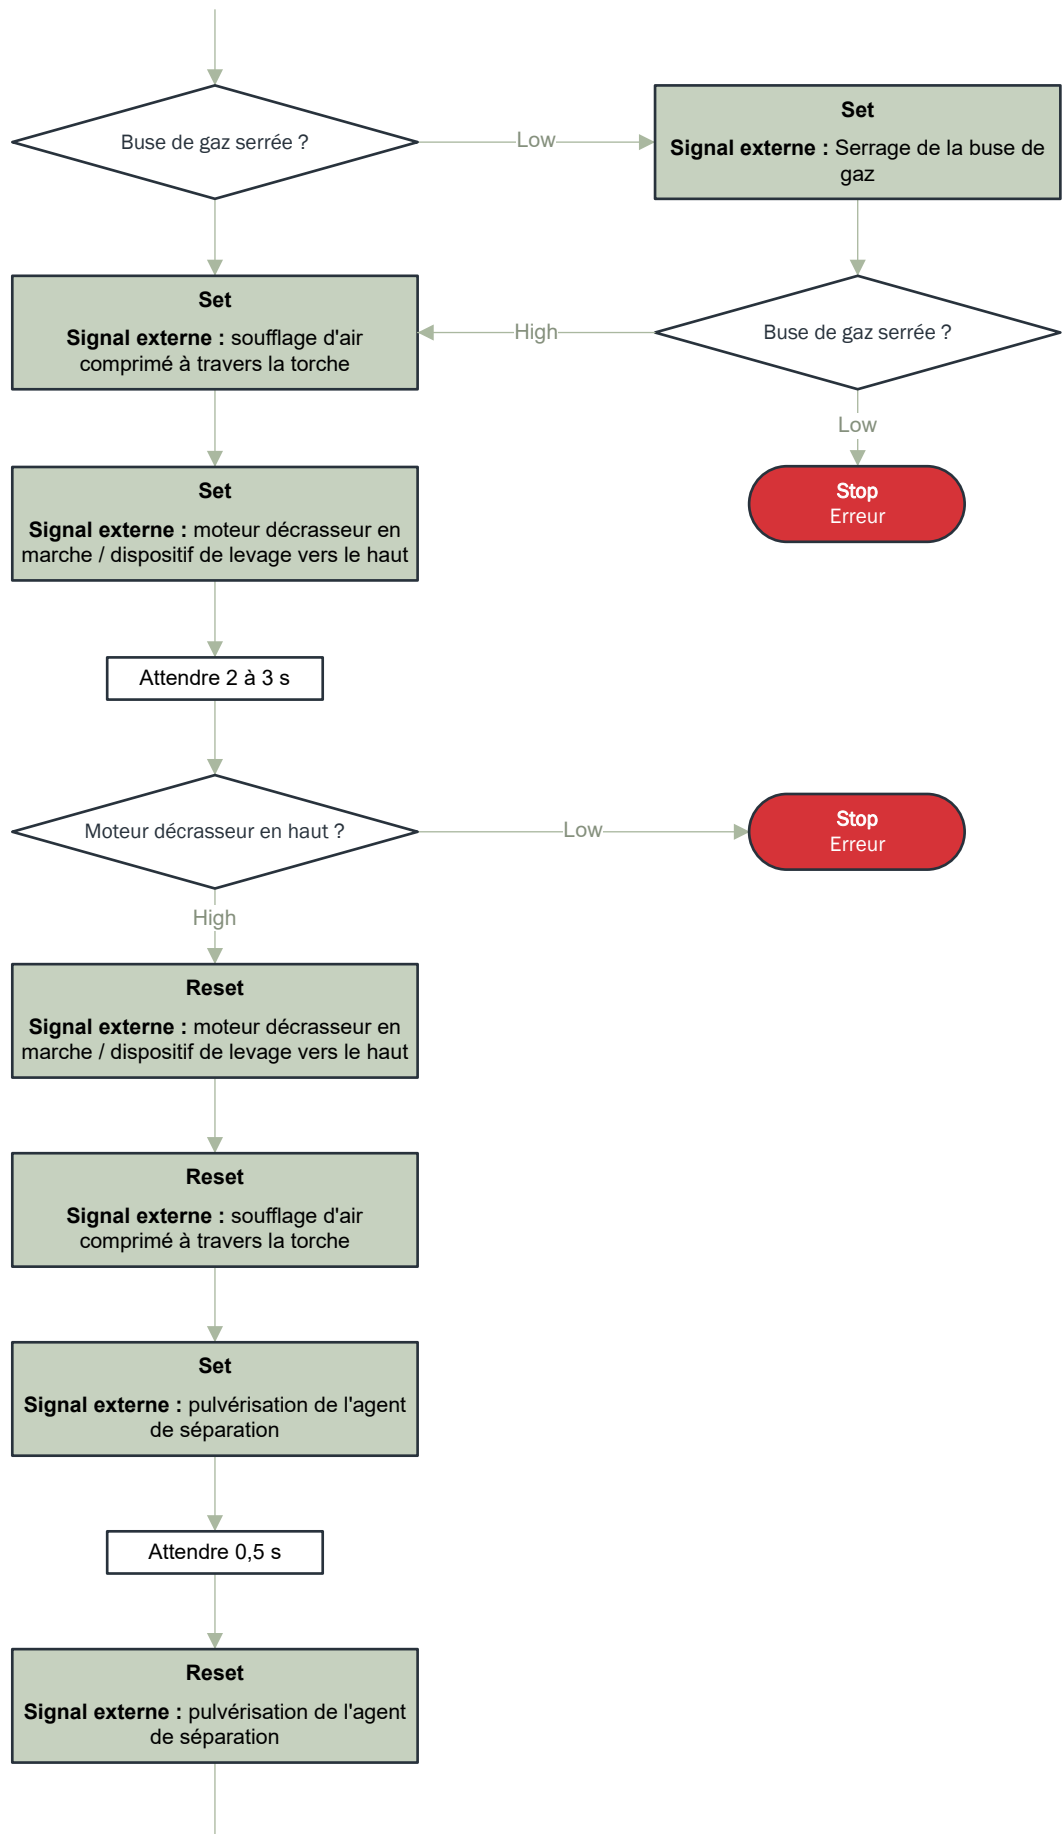 Buse de gaz serrée ?
Low
Set
Signal externe : Serrage de la buse de
gaz
Set
Signal externe : soufflage d'air
comprimé à travers la torche
High
Buse de gaz serrée ?
Low
Set
Signal externe : moteur décrasseur en
marche / dispositif de levage vers le haut
Stop
Erreur
Attendre 2 à 3 s
Moteur décrasseur en haut ?
Low
Stop
Erreur
High
Reset
Signal externe : moteur décrasseur en
marche / dispositif de levage vers le haut
Reset
Signal externe : soufflage d'air
comprimé à travers la torche
Set
Signal externe : pulvérisation de l'agent
de séparation
Attendre 0,5 s
Reset
Signal externe : pulvérisation de l'agent
de séparation